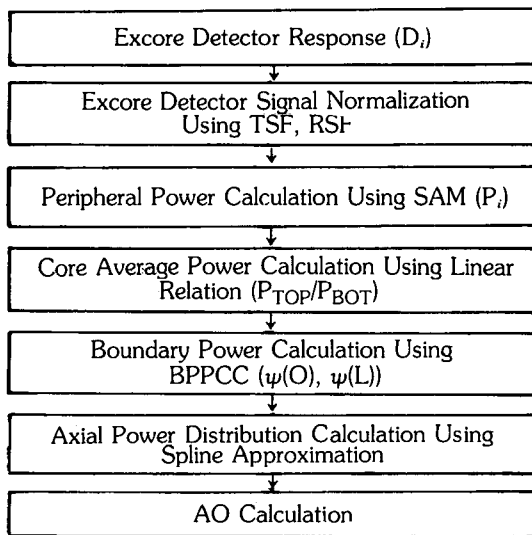 Excore Detector Response (Dᵢ)
Excore Detector Signal Normalization
Using TSF, RSF
Peripheral Power Calculation Using SAM (Pᵢ)
Core Average Power Calculation Using Linear
Relation (P_TOP/P_BOT)
Boundary Power Calculation Using
BPPCC (ψ(O), ψ(L))
Axial Power Distribution Calculation Using
Spline Approximation
AO Calculation